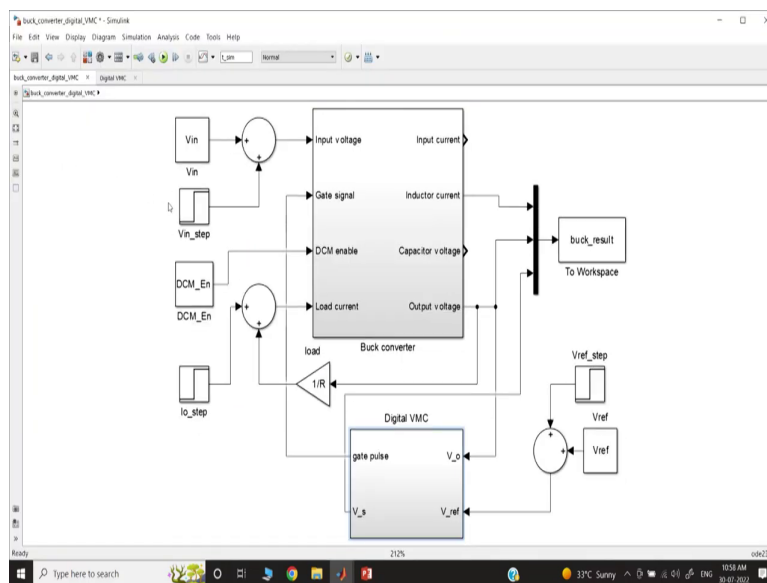 buck_converter_digital_VMC * - Simulink
File Edit View Display Diagram Simulation Analysis Code Tools Help
t_sim
Normal
buck_converter_digital_VMC
Digital VMC
buck_converter_digital_VMC
Vin
Vin
Vin_step
DCM_En
DCM_En
Io_step
Input voltage
Gate signal
DCM enable
Load current
Input current
Inductor current
Capacitor voltage
Output voltage
Buck converter
buck_result
To Workspace
load
1/R
Digital VMC
gate pulse
V_s
V_o
V_ref
Vref_step
Vref
Vref
Ready
212%
ode23
Type here to search
33°C Sunny
ENG
10:58 AM
30-07-2022